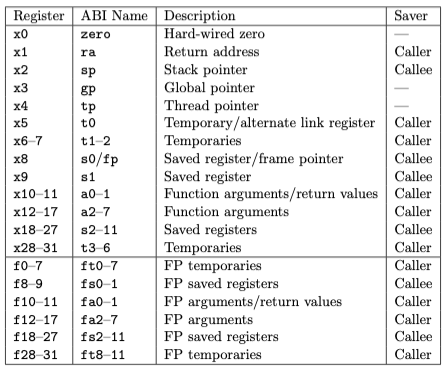 Register ABI Name Description Saver
x0 zero Hard-wired zero —
x1 ra Return address Caller
x2 sp Stack pointer Callee
x3 gp Global pointer —
x4 tp Thread pointer —
x5 t0 Temporary/alternate link register Caller
x6–7 t1–2 Temporaries Caller
x8 s0/fp Saved register/frame pointer Callee
x9 s1 Saved register Callee
x10–11 a0–1 Function arguments/return values Caller
x12–17 a2–7 Function arguments Caller
x18–27 s2–11 Saved registers Callee
x28–31 t3–6 Temporaries Caller
f0–7 ft0–7 FP temporaries Caller
f8–9 fs0–1 FP saved registers Callee
f10–11 fa0–1 FP arguments/return values Caller
f12–17 fa2–7 FP arguments Caller
f18–27 fs2–11 FP saved registers Callee
f28–31 ft8–11 FP temporaries Caller